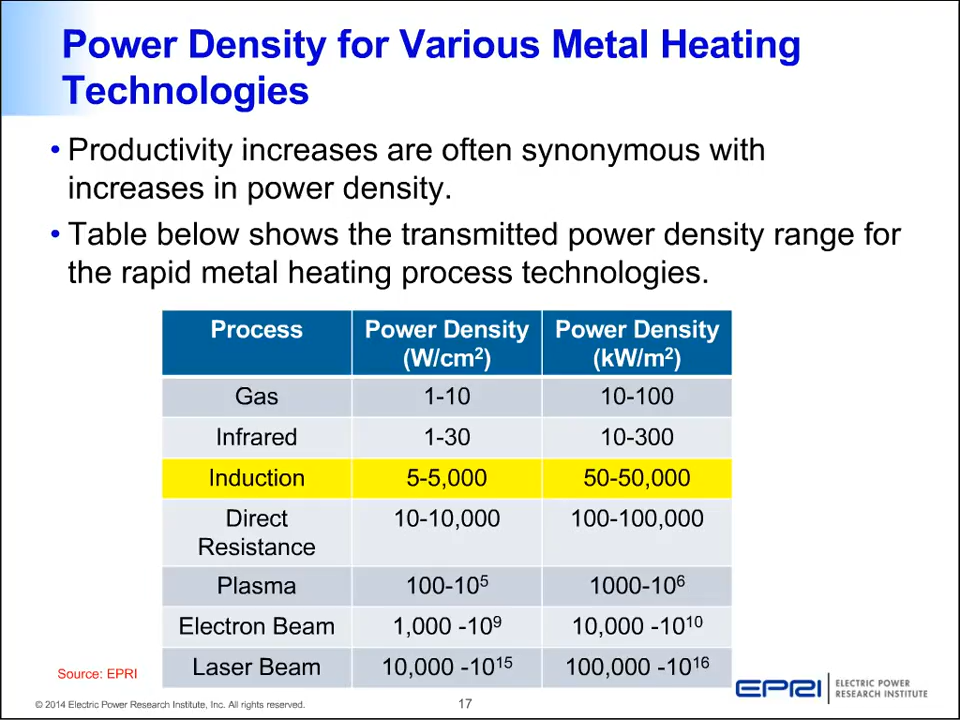 Power Density for Various Metal Heating
Technologies
• Productivity increases are often synonymous with
increases in power density.
• Table below shows the transmitted power density range for
the rapid metal heating process technologies.
Process Power Density (W/cm²) Power Density (kW/m²)
Gas 1-10 10-100
Infrared 1-30 10-300
Induction 5-5,000 50-50,000
Direct Resistance 10-10,000 100-100,000
Plasma 100-10⁵ 1000-10⁶
Electron Beam 1,000 -10⁹ 10,000 -10¹⁰
Laser Beam 10,000 -10¹⁵ 100,000 -10¹⁶
Source: EPRI
© 2014 Electric Power Research Institute, Inc. All rights reserved.
17
EPRI
ELECTRIC POWER
RESEARCH INSTITUTE